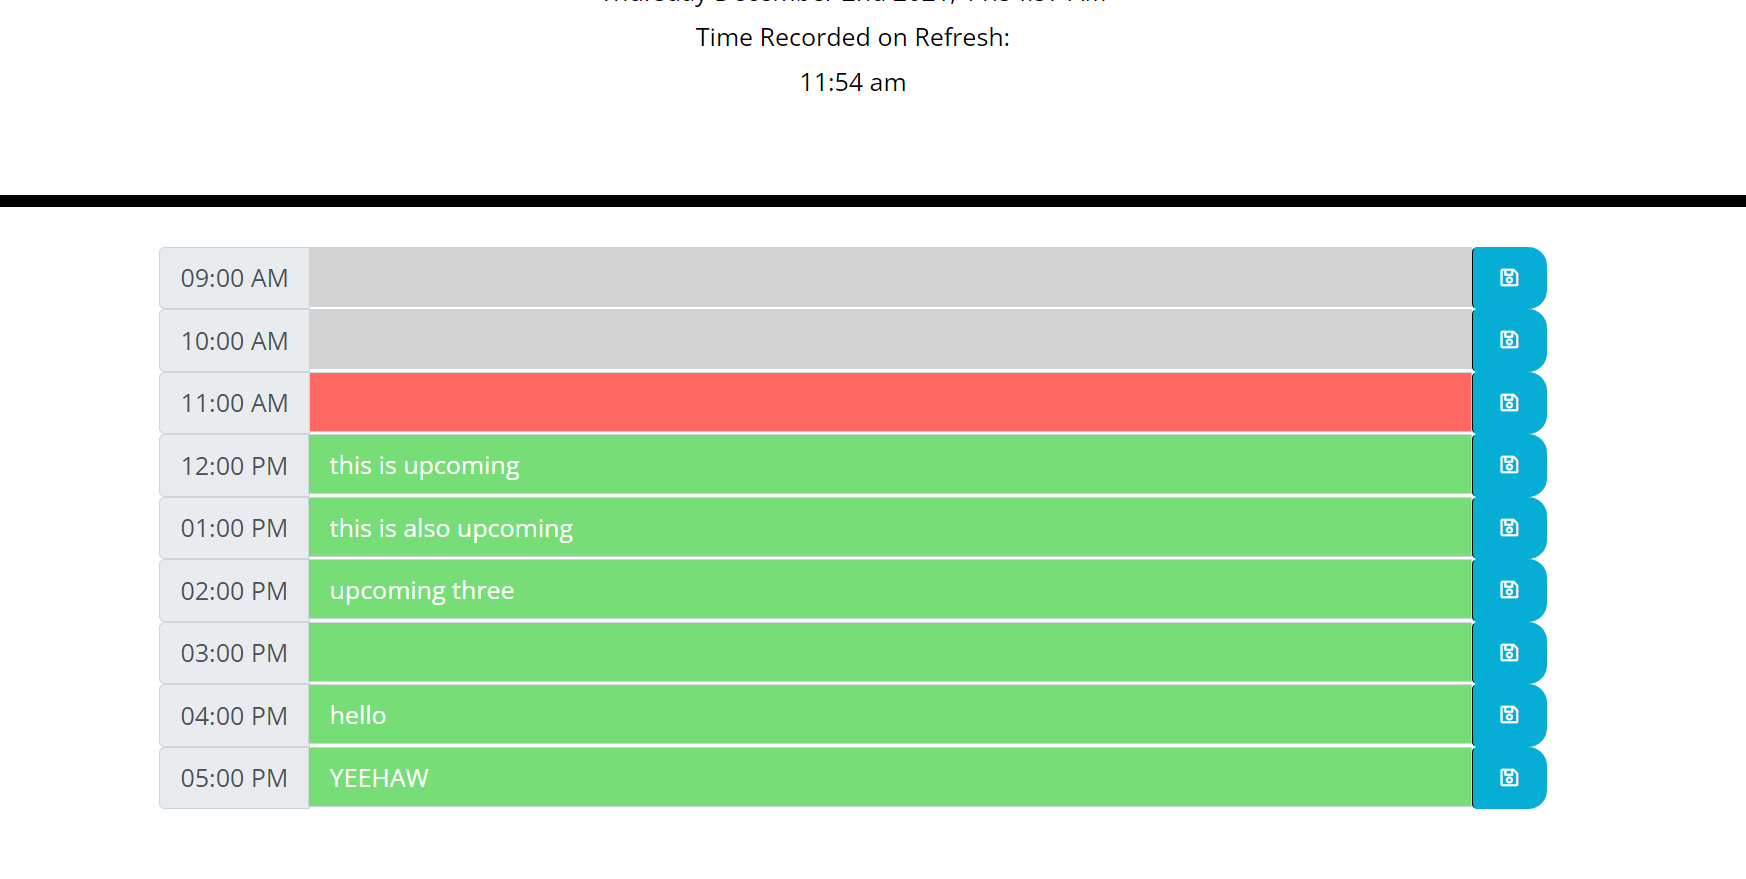 Time Recorded on Refresh:
11:54 am
09:00 AM
10:00 AM
11:00 AM
12:00 PM this is upcoming
01:00 PM this is also upcoming
02:00 PM upcoming three
03:00 PM
04:00 PM hello
05:00 PM YEEHAW